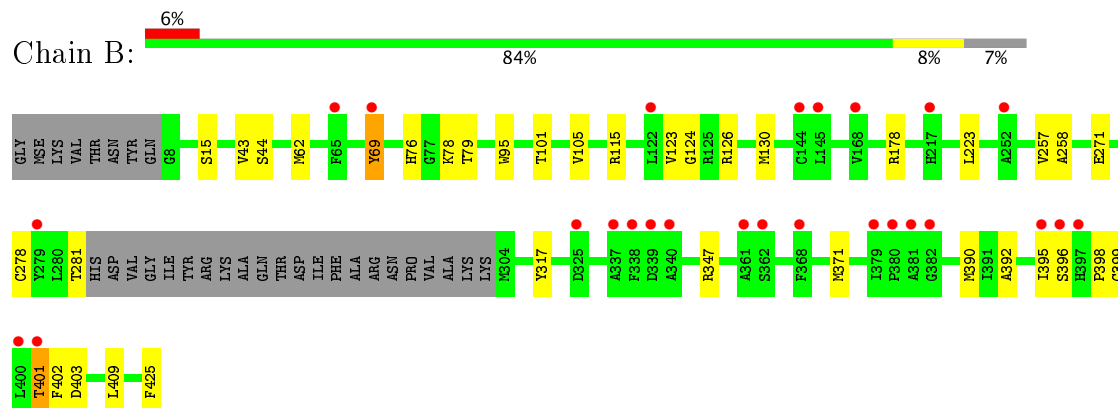 6%
Chain B:
84% 8% 7%
GLY MSE LYS VAL THR ASN TYR GLN G8 S15 V43 S44 M62 F65 Y69 H76 G77 K78 T79 W95 T101 V105 R115 L122 V123 G124 R125 R126 M130 C144 L145 V168 R178 H217 L223 A252 V257 A258 E271
C278 Y279 L280 T281 HIS ASP VAL GLY ILE TYR ARG LYS ALA GLN THR ASP ILE PHE ALA ARG ASN PRO VAL ALA LYS LYS M304 Y317 D325 A337 F338 D339 A340 R347 A361 S362 F368 M371 I379 P380 A381 G382 M390 I391 A392 I395 S396 H397 P398
L400 T401 F402 D403 L409 F425